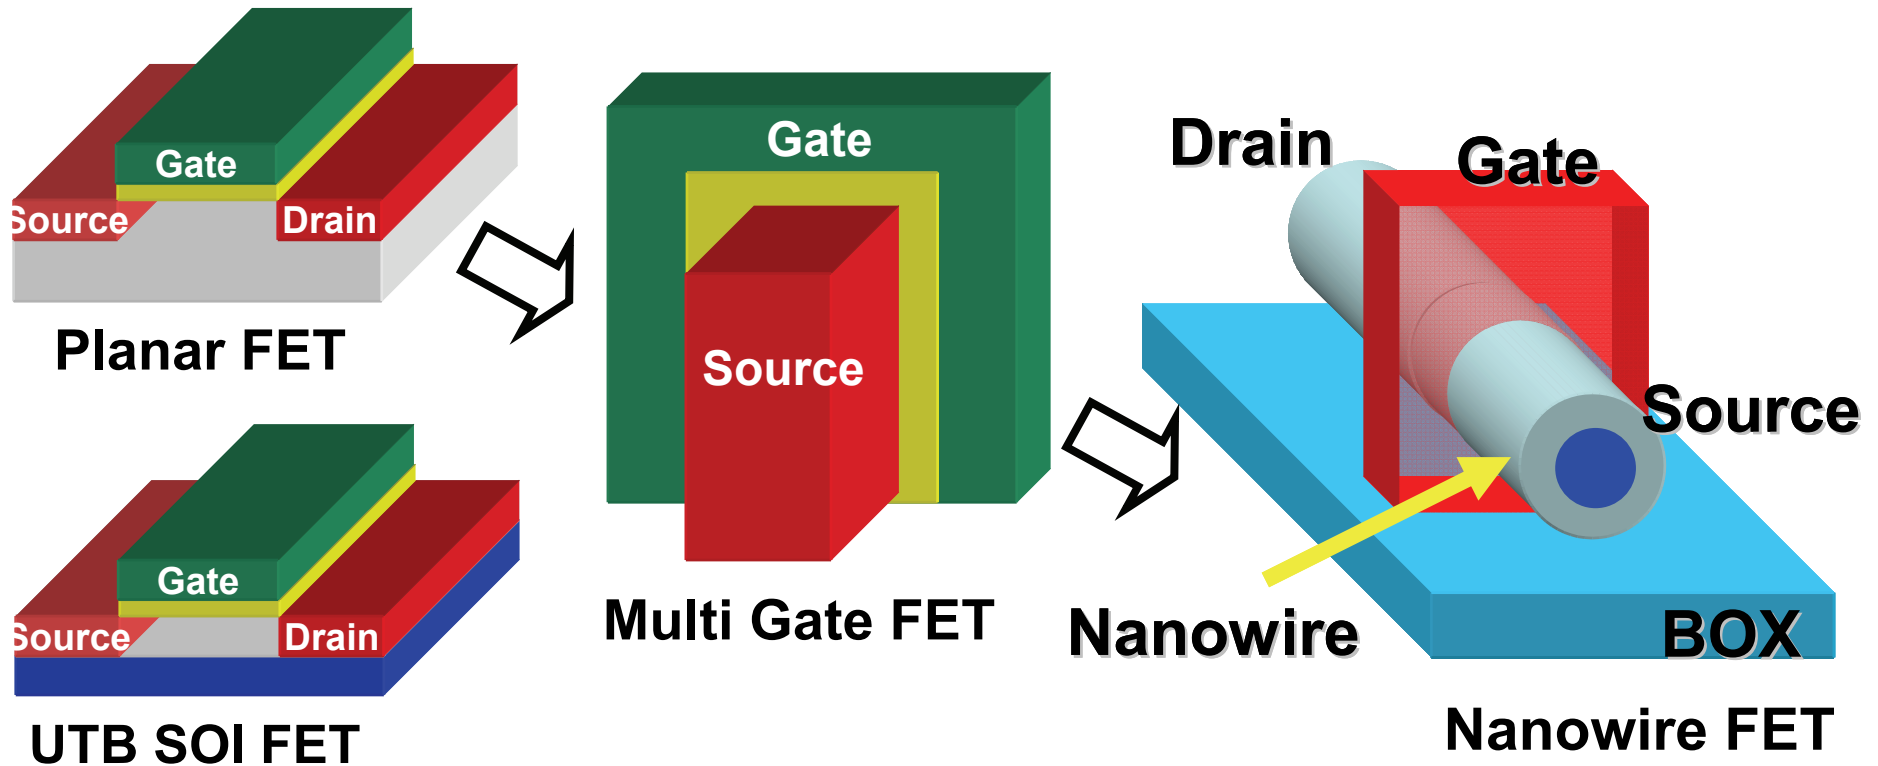 Gate
Source
Drain
Planar FET
Gate
Source
Drain
UTB SOI FET
Gate
Source
Multi Gate FET
Drain
Gate
Source
Nanowire
BOX
Nanowire FET